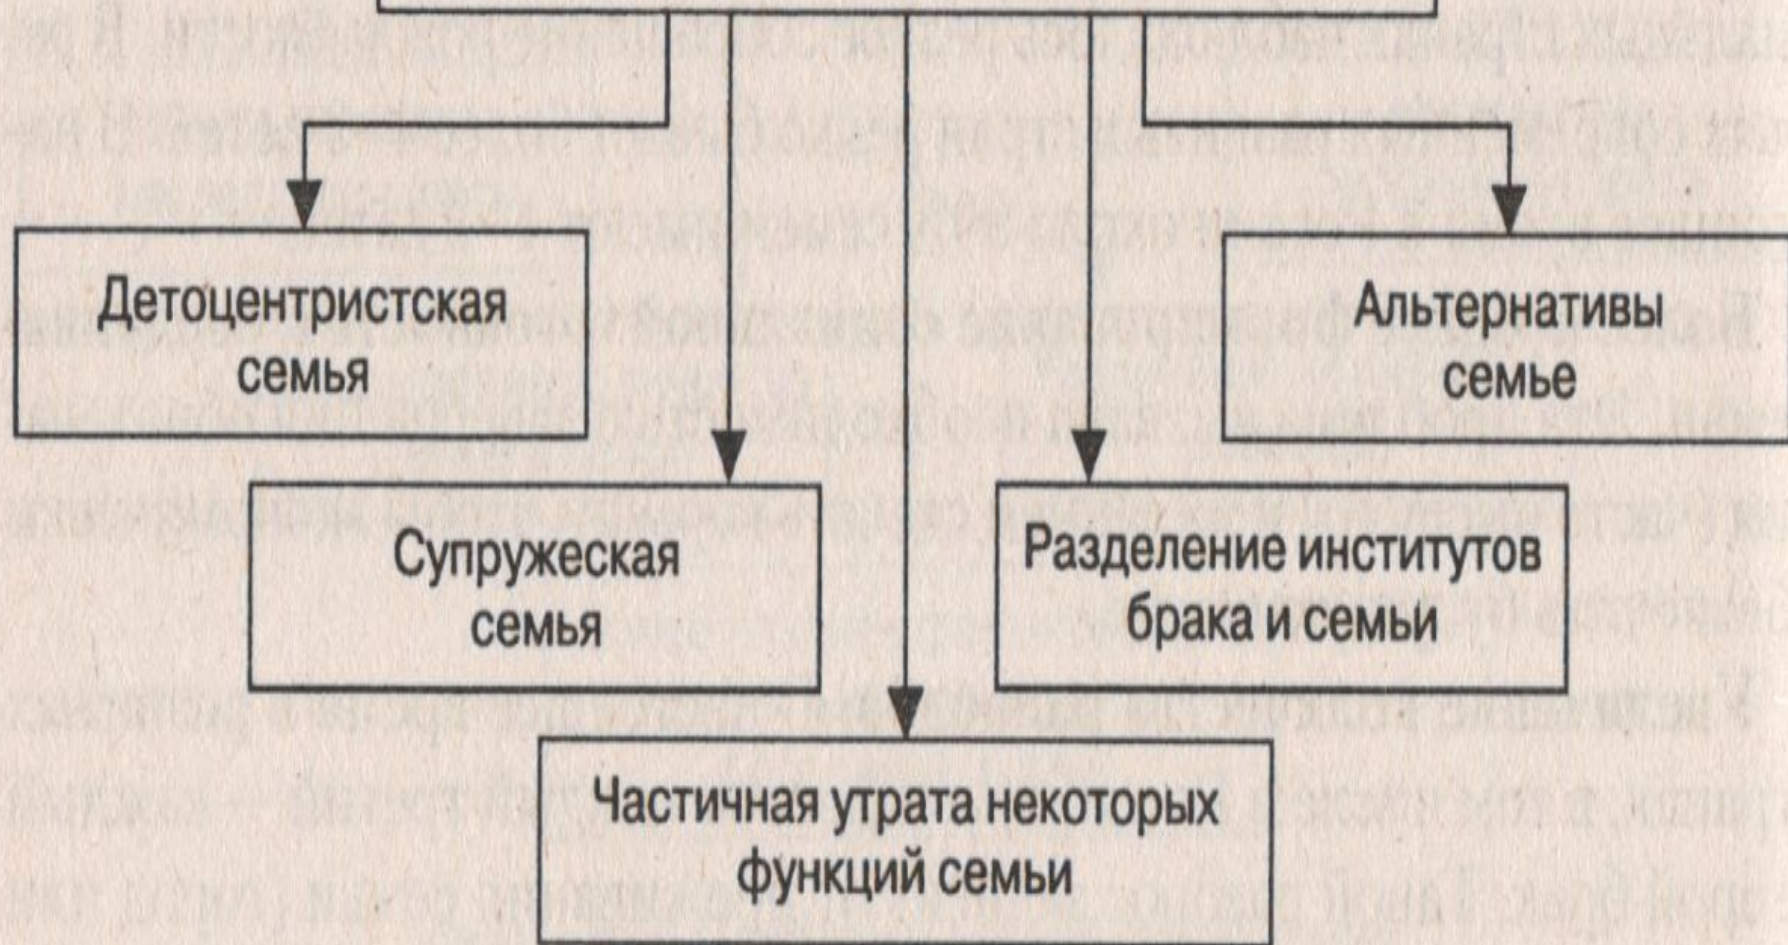 Детоцентристская
семья
Альтернативы
семье
Супружеская
семья
Разделение институтов
брака и семьи
Частичная утрата некоторых
функций семьи